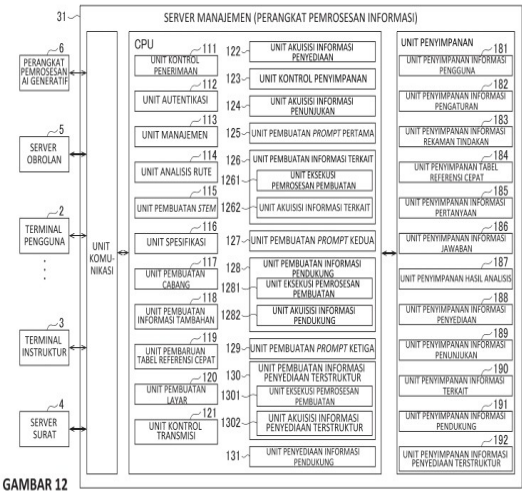 31
SERVER MANAJEMEN (PERANGKAT PEMROSESAN INFORMASI)
6
PERANGKAT
PEMROSESAN
AI GENERATIF
5
SERVER
OBROLAN
2
TERMINAL
PENGGUNA
3
TERMINAL
INSTRUKTUR
4
SERVER
SURAT
UNIT
KOMU-
NIKASI
CPU
111
UNIT KONTROL
PENERIMAAN
112
UNIT AUTENTIKASI
113
UNIT MANAJEMEN
114
UNIT ANALISIS RUTE
115
UNIT PEMBUATAN STEM
116
UNIT SPESIFIKASI
117
UNIT PEMBUATAN
CABANG
118
UNIT PEMBUATAN
INFORMASI TAMBAHAN
119
UNIT PEMBARUAN
TABEL REFERENSI CEPAT
120
UNIT PEMBUATAN
LAYAR
121
UNIT KONTROL
TRANSMISI
122
UNIT AKUISISI INFORMASI
PENYEDIAAN
123
UNIT KONTROL PENYIMPANAN
124
UNIT AKUISISI INFORMASI
PENUNJUKAN
125
UNIT PEMBUATAN PROMPT PERTAMA
126
UNIT PEMBUATAN INFORMASI TERKAIT
1261
UNIT EKSEKUSI
PEMROSESAN PEMBUATAN
1262
UNIT AKUISISI INFORMASI TERKAIT
127
UNIT PEMBUATAN PROMPT KEDUA
128
UNIT PEMBUATAN INFORMASI
PENDUKUNG
1281
UNIT EKSEKUSI PEMROSESAN
PEMBUATAN
1282
UNIT AKUISISI INFORMASI
PENDUKUNG
129
UNIT PEMBUATAN PROMPT KETIGA
130
UNIT PEMBUATAN INFORMASI
PENYEDIAAN TERSTRUKTUR
1301
UNIT EKSEKUSI PEMROSESAN
PEMBUATAN
1302
UNIT AKUISISI INFORMASI
PENYEDIAAN TERSTRUKTUR
131
UNIT PENYEDIAAN INFORMASI
PENDUKUNG
UNIT PENYIMPANAN
181
UNIT PENYIMPANAN INFORMASI
PENGGUNA
182
UNIT PENYIMPANAN INFORMASI
PENGATURAN
183
UNIT PENYIMPANAN INFORMASI
REKAMAN TINDAKAN
184
UNIT PENYIMPANAN TABEL
REFERENSI CEPAT
185
UNIT PENYIMPANAN INFORMASI
PERTANYAAN
186
UNIT PENYIMPANAN INFORMASI
JAWABAN
187
UNIT PENYIMPANAN HASIL ANALISIS
188
UNIT PENYIMPANAN INFORMASI
PENYEDIAAN
189
UNIT PENYIMPANAN INFORMASI
PENUNJUKAN
190
UNIT PENYIMPANAN INFORMASI
TERKAIT
191
UNIT PENYIMPANAN INFORMASI
PENDUKUNG
192
UNIT PENYIMPANAN INFORMASI
PENYEDIAAN TERSTRUKTUR
GAMBAR 12